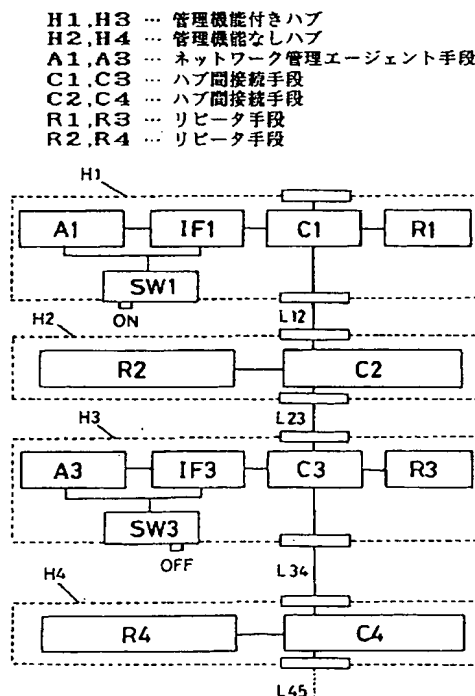 H1,H3 … 管理機能付きハブ
H2,H4 … 管理機能なしハブ
A1,A3 … ネットワーク管理エージェント手段
C1,C3 … ハブ間接続手段
C2,C4 … ハブ間接続手段
R1,R3 … リピータ手段
R2,R4 … リピータ手段
H1
A1 IF1 C1 R1
SW1
ON
L12
H2
R2 C2
L23
H3
A3 IF3 C3 R3
SW3
OFF
L34
H4
R4 C4
L45